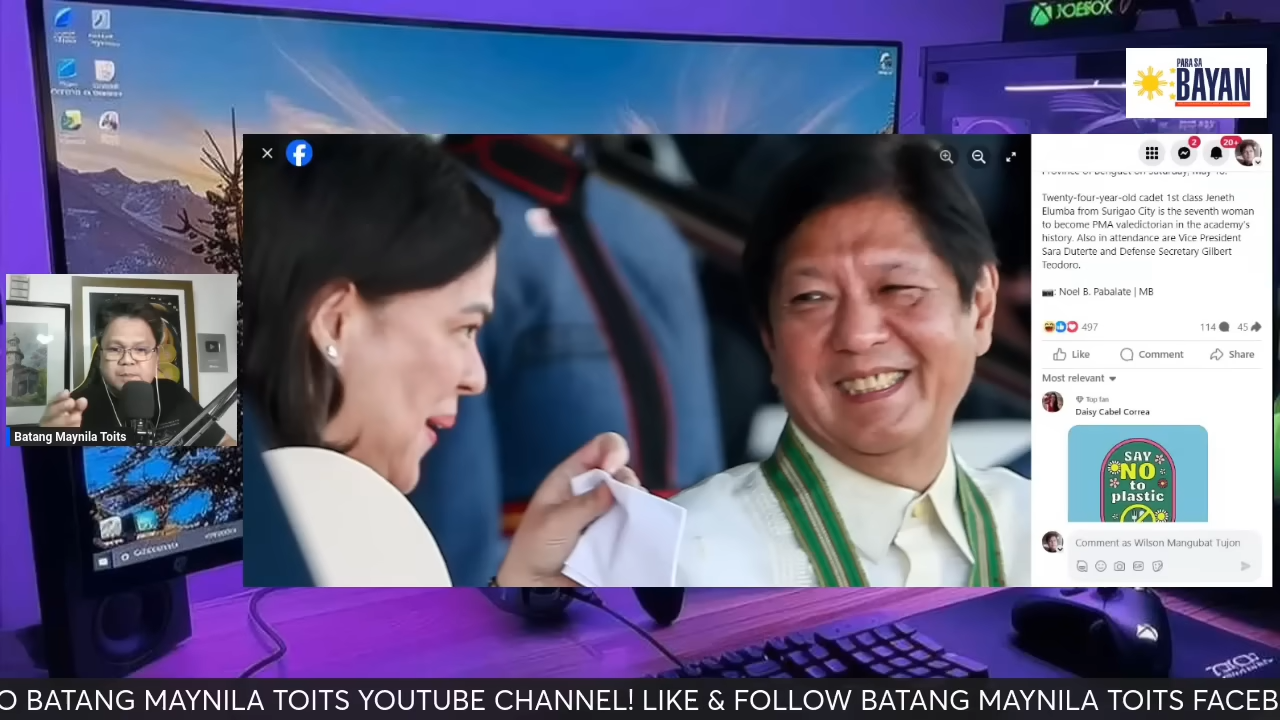 XBOX
PARA SA
BAYAN
2
20+
Twenty-four-year-old cadet 1st class Jeneth
Elumba from Surigao City is the seventh woman
to become PMA valedictorian in the academy's
history. Also in attendance are Vice President
Sara Duterte and Defense Secretary Gilbert
Teodoro.
: Noel B. Pabalate | MB
497
114
45
Like
Comment
Share
Most relevant
Top fan
Daisy Cabel Correa
SAY
NO
to
plastic
Comment as Wilson Mangubat Tujon
GIF
Batang Maynila Toits
O BATANG MAYNILA TOITS YOUTUBE CHANNEL! LIKE & FOLLOW BATANG MAYNILA TOITS FACEB